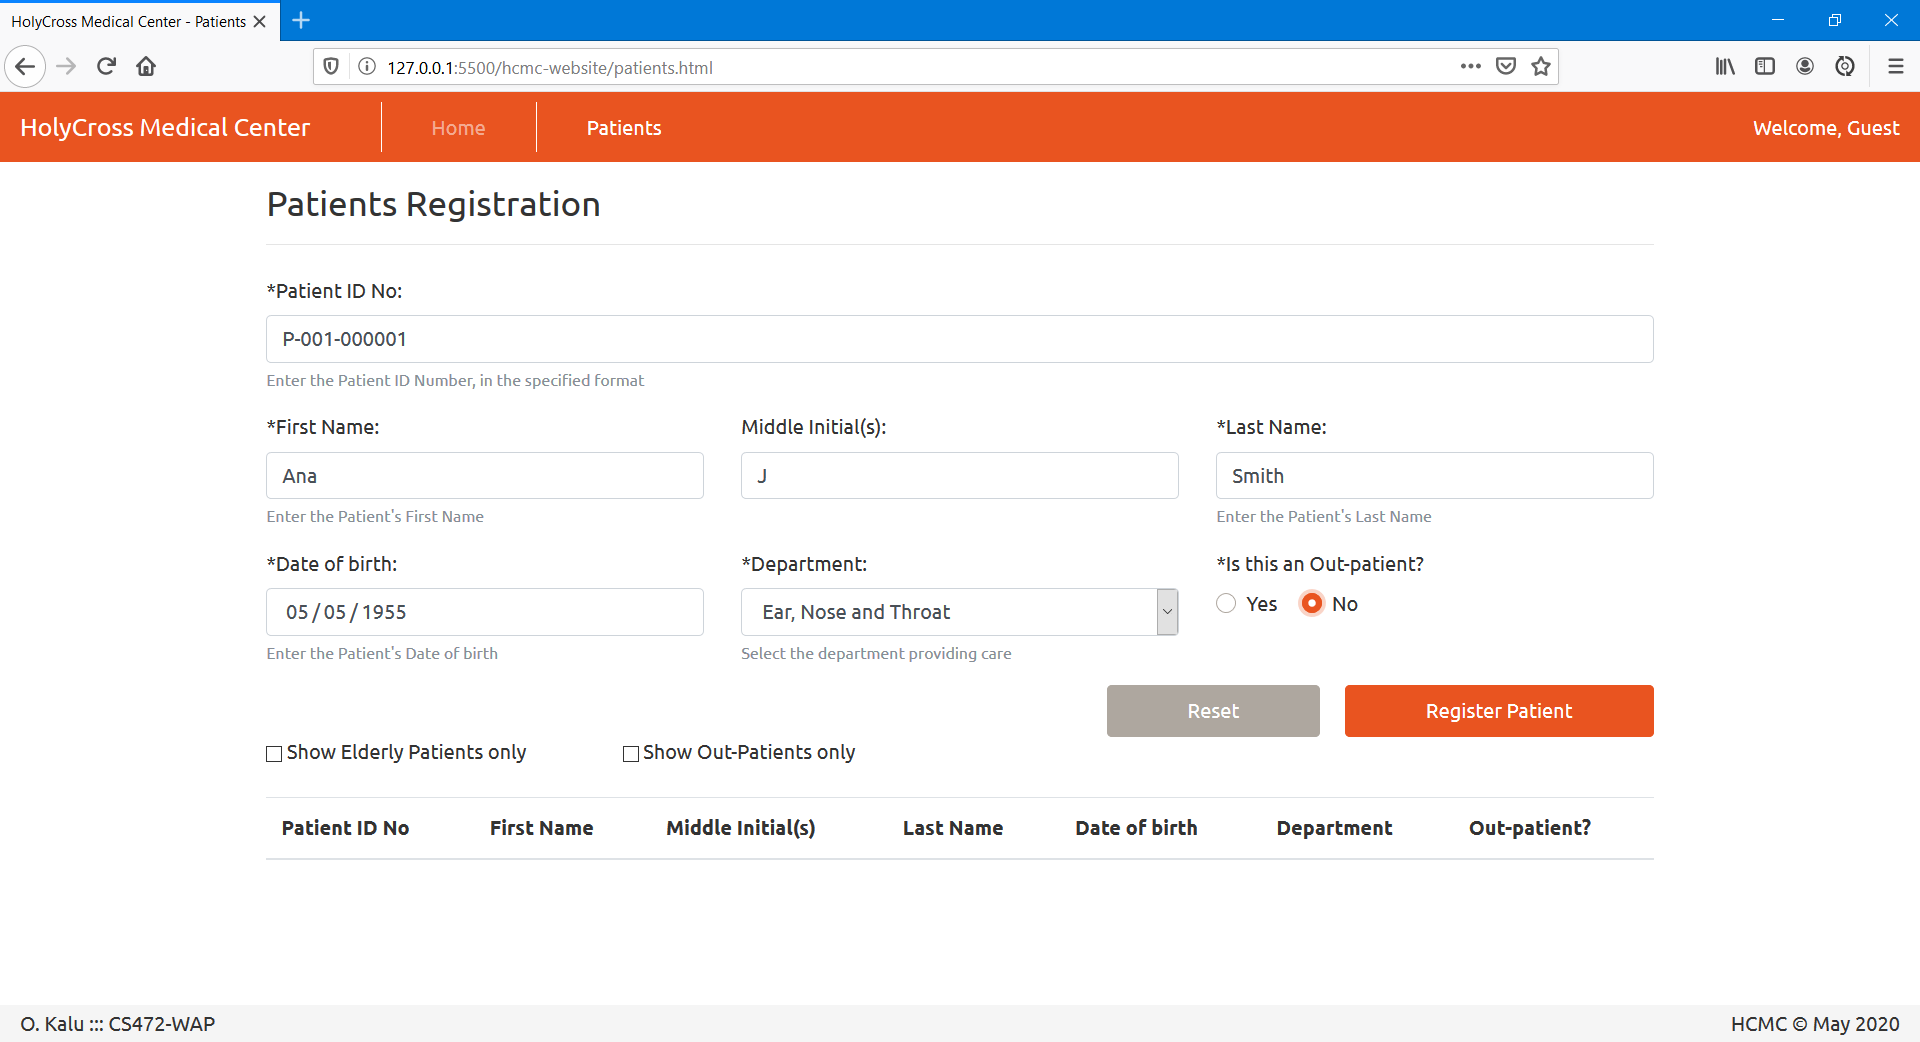 HolyCross Medical Center - Patients
127.0.0.1:5500/hcmc-website/patients.html
HolyCross Medical Center Home Patients Welcome, Guest
Patients Registration
*Patient ID No:
P-001-000001
Enter the Patient ID Number, in the specified format
*First Name: Middle Initial(s): *Last Name:
Ana J Smith
Enter the Patient's First Name Enter the Patient's Last Name
*Date of birth: *Department: *Is this an Out-patient?
05 / 05 / 1955 Ear, Nose and Throat Yes No
Enter the Patient's Date of birth Select the department providing care
Reset Register Patient
Show Elderly Patients only Show Out-Patients only
Patient ID No First Name Middle Initial(s) Last Name Date of birth Department Out-patient?
O. Kalu ::: CS472-WAP HCMC © May 2020